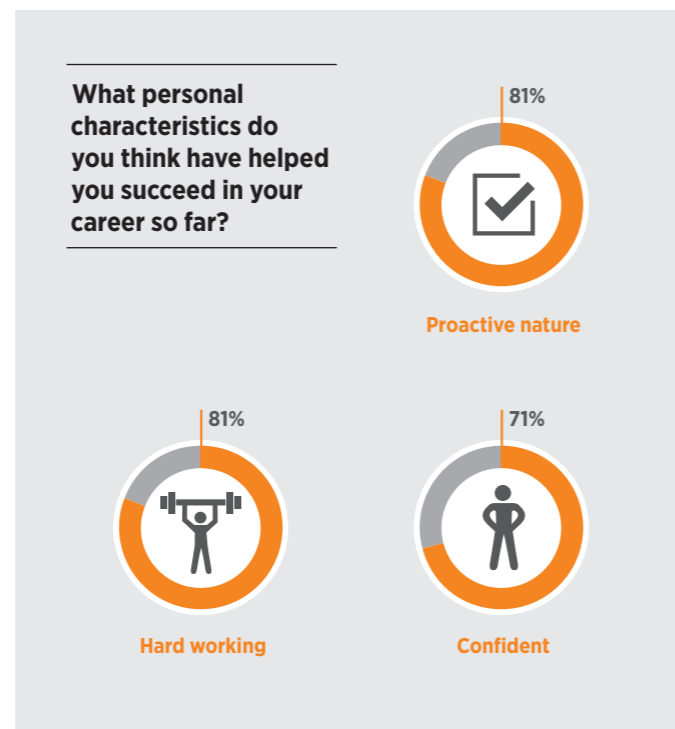 What personal
characteristics do
you think have helped
you succeed in your
career so far?
81%
Proactive nature
81%
Hard working
71%
Confident